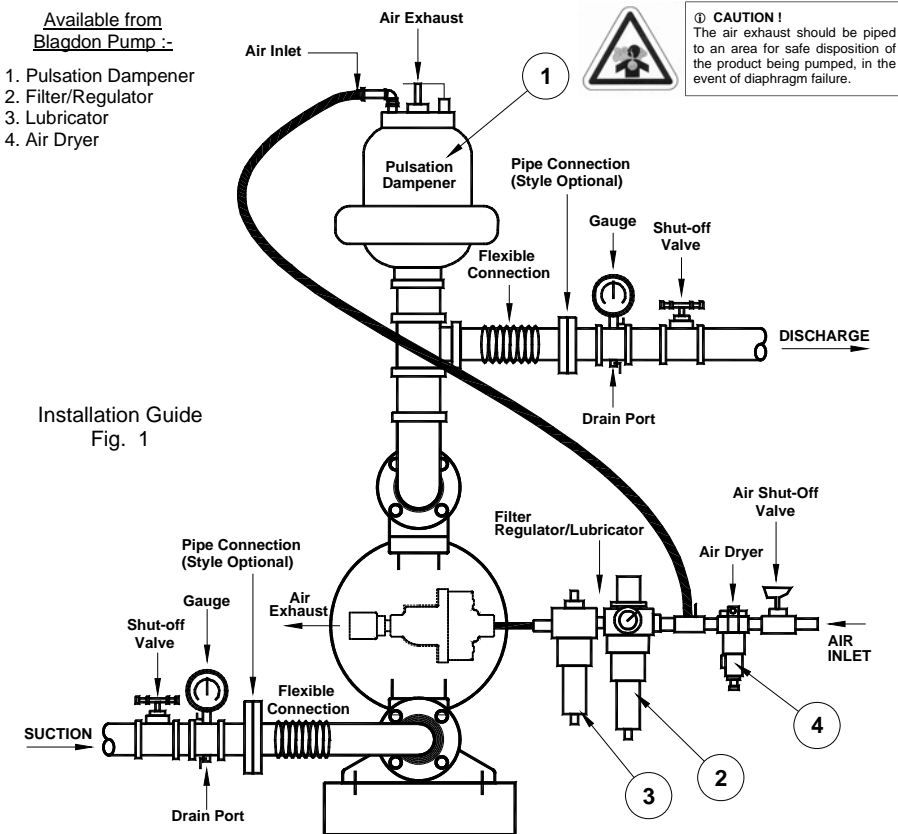 Available from
Blagdon Pump :-
1. Pulsation Dampener
2. Filter/Regulator
3. Lubricator
4. Air Dryer
Air Exhaust
Air Inlet
1
ⓘ CAUTION !
The air exhaust should be piped
to an area for safe disposition of
the product being pumped, in the
event of diaphragm failure.
Pulsation
Dampener
Pipe Connection
(Style Optional)
Gauge
Shut-off
Valve
Flexible
Connection
DISCHARGE
Drain Port
Installation Guide
Fig. 1
Filter
Regulator/Lubricator
Air Shut-Off
Valve
Air Dryer
AIR
INLET
Pipe Connection
(Style Optional)
Air
Exhaust
Gauge
Shut-off
Valve
Flexible
Connection
SUCTION
Drain Port
4
2
3